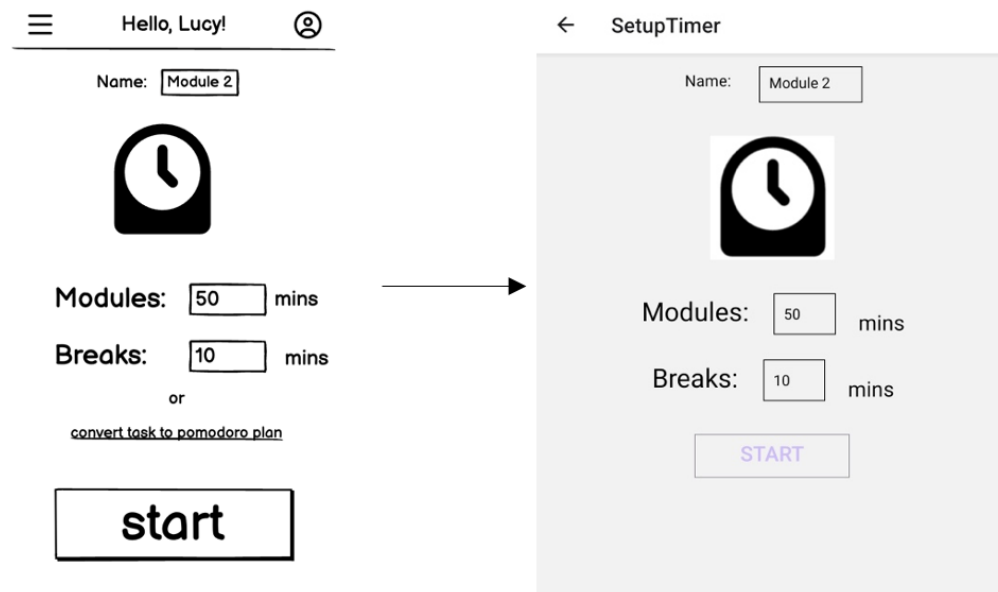 Hello, Lucy!
Name: Module 2
Modules: 50 mins
Breaks: 10 mins
or
convert task to pomodoro plan
start
SetupTimer
Name: Module 2
Modules: 50 mins
Breaks: 10 mins
START